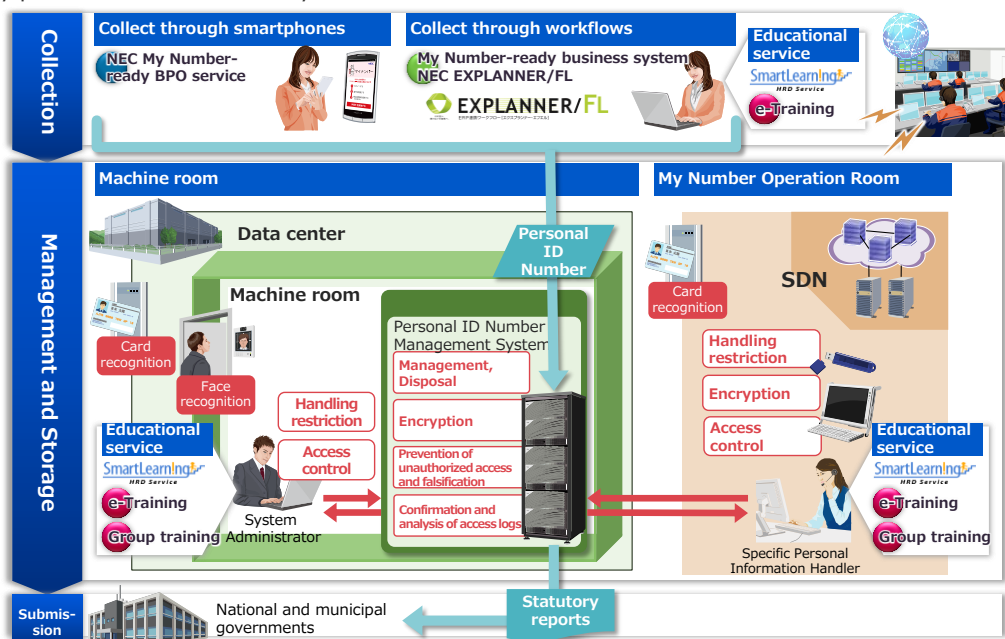 Collection
Collect through smartphones
NEC My Number-
ready BPO service
Collect through workflows
My Number-ready business system
NEC EXPLANNER/FL
EXPLANNER/FL
Educational
service
SmartLearning
HRD Service
e-Training
Management and Storage
Machine room
Data center
Machine room
Card
recognition
Face
recognition
Personal
ID
Number
Personal ID Number
Management System
Management,
Disposal
Encryption
Prevention of
unauthorized access
and falsification
Confirmation and
analysis of access logs
Handling
restriction
Access
control
System
Administrator
Educational
service
SmartLearning
HRD Service
e-Training
Group training
My Number Operation Room
SDN
Card
recognition
Handling
restriction
Encryption
Access
control
Specific Personal
Information Handler
Educational
service
SmartLearning
HRD Service
e-Training
Group training
Submis-
sion
National and municipal
governments
Statutory
reports